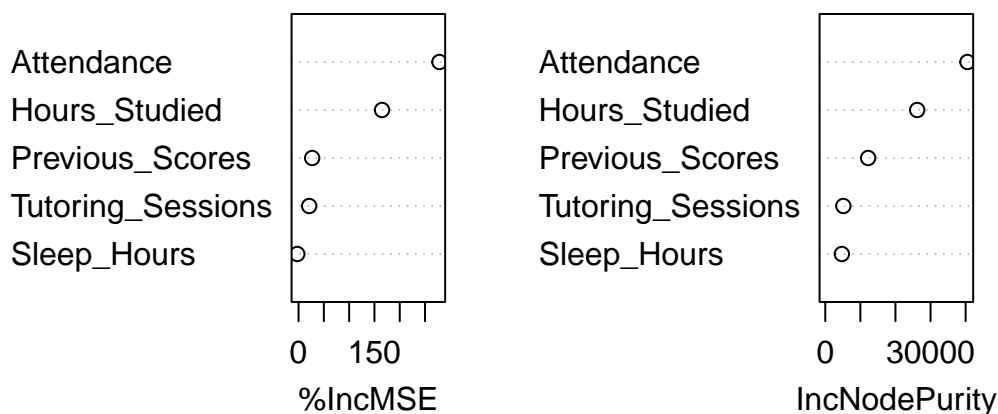 Attendance
Hours_Studied
Previous_Scores
Tutoring_Sessions
Sleep_Hours
0 150
%IncMSE
Attendance
Hours_Studied
Previous_Scores
Tutoring_Sessions
Sleep_Hours
0 30000
IncNodePurity